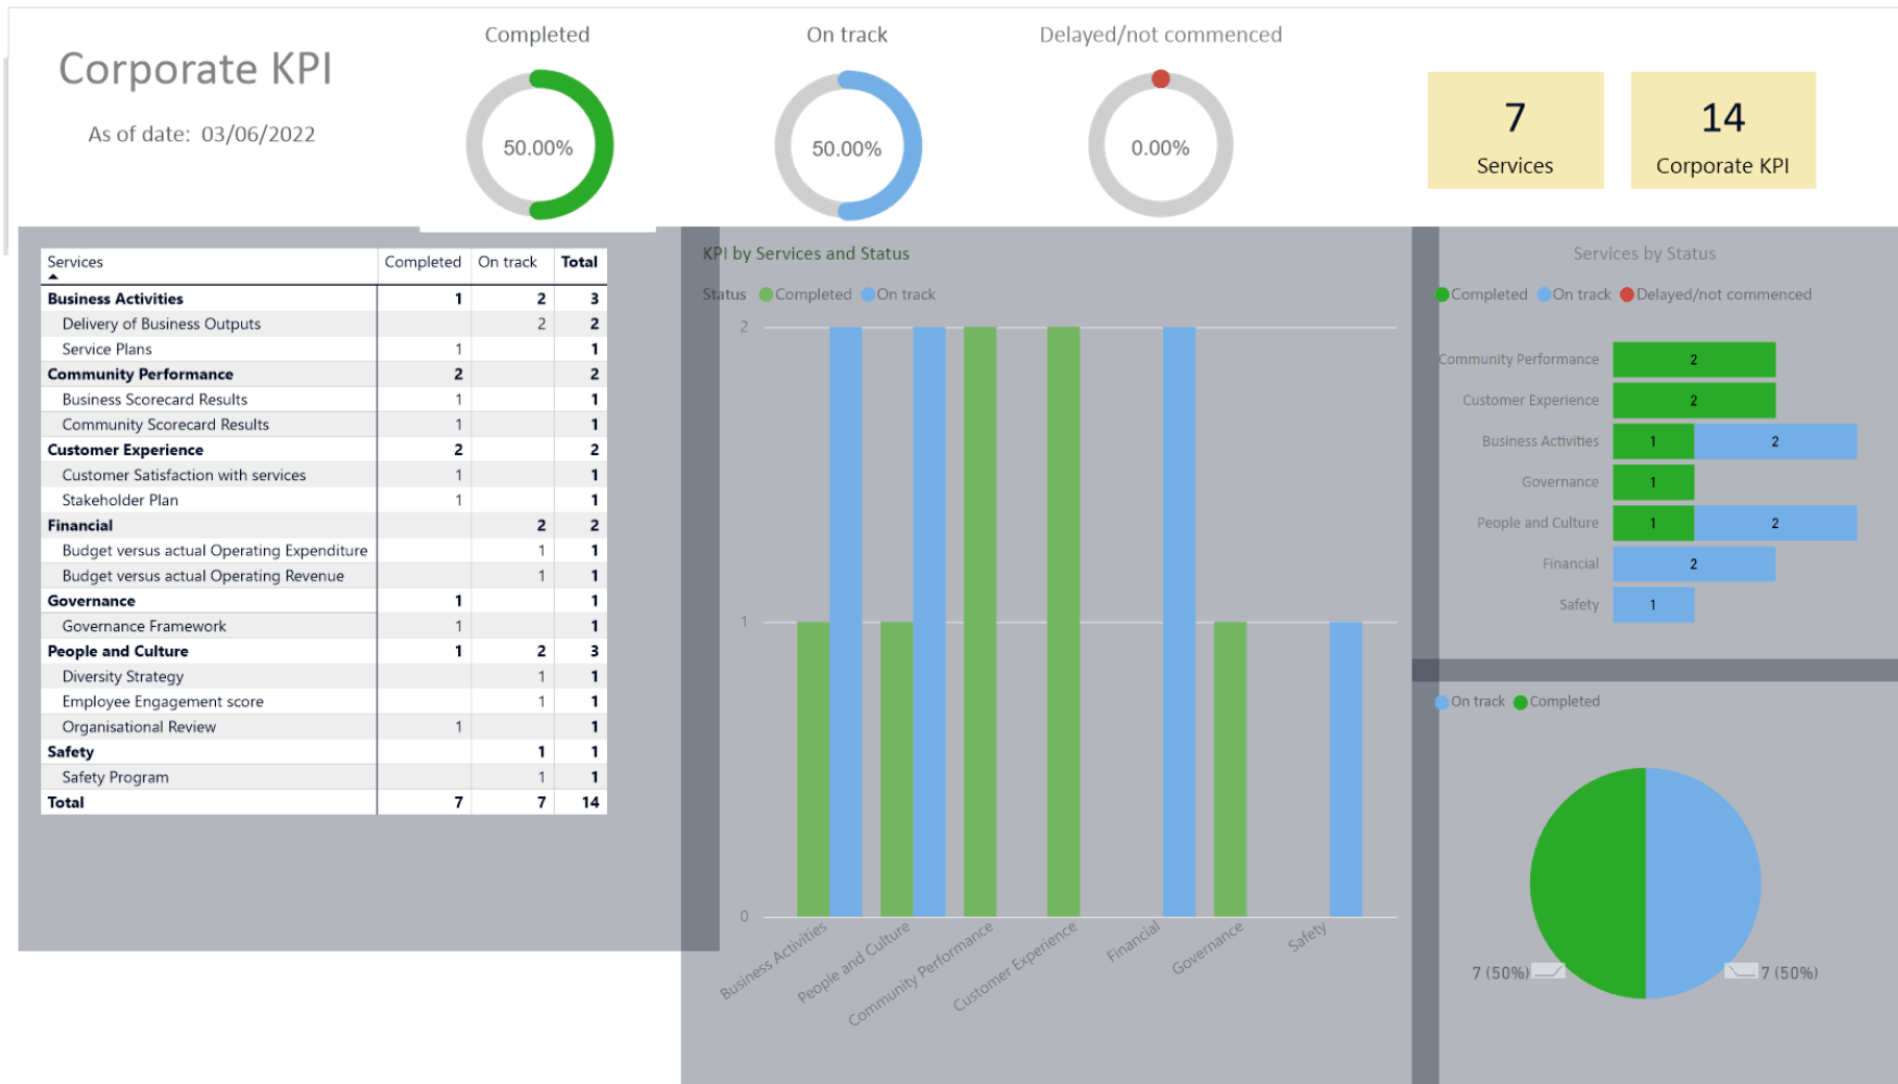 Corporate KPI
As of date: 03/06/2022
Completed
50.00%
On track
50.00%
Delayed/not commenced
0.00%
7
Services
14
Corporate KPI
Services Completed On track Total
Business Activities 1 2 3
Delivery of Business Outputs 2 2
Service Plans 1 1
Community Performance 2 2
Business Scorecard Results 1 1
Community Scorecard Results 1 1
Customer Experience 2 2
Customer Satisfaction with services 1 1
Stakeholder Plan 1 1
Financial 2 2
Budget versus actual Operating Expenditure 1 1
Budget versus actual Operating Revenue 1 1
Governance 1 1
Governance Framework 1 1
People and Culture 1 2 3
Diversity Strategy 1 1
Employee Engagement score 1 1
Organisational Review 1 1
Safety 1 1
Safety Program 1 1
Total 7 7 14
KPI by Services and Status
Status Completed On track
2
1
0
Business Activities
People and Culture
Community Performance
Customer Experience
Financial
Governance
Safety
Services by Status
Completed On track Delayed/not commenced
Community Performance 2
Customer Experience 2
Business Activities 1 2
Governance 1
People and Culture 1 2
Financial 2
Safety 1
On track Completed
7 (50%)
7 (50%)